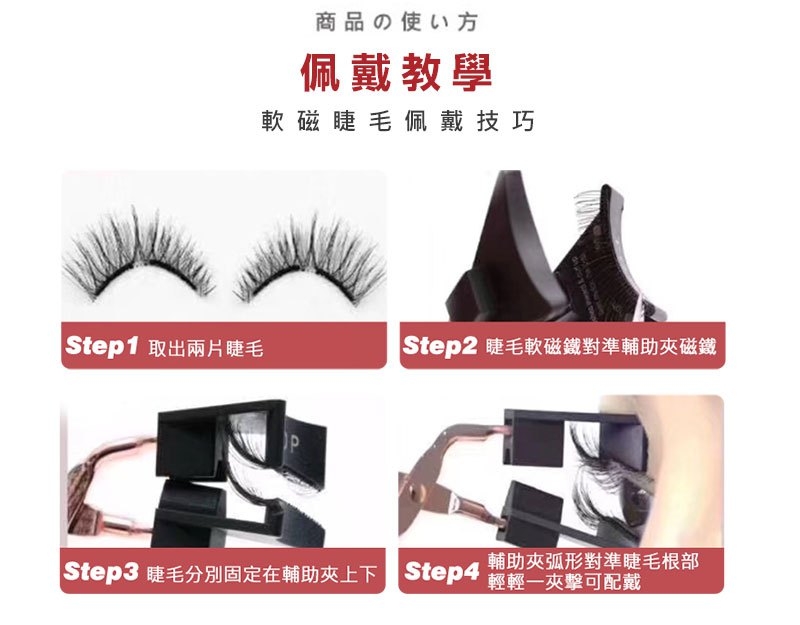 商品の使い方
佩戴教學
軟磁睫毛佩戴技巧
Step1 取出兩片睫毛
Step2 睫毛軟磁鐵對準輔助夾磁鐵
OP
Step3 睫毛分別固定在輔助夾上下
Step4 輔助夾弧形對準睫毛根部
輕輕一夾擊可配戴